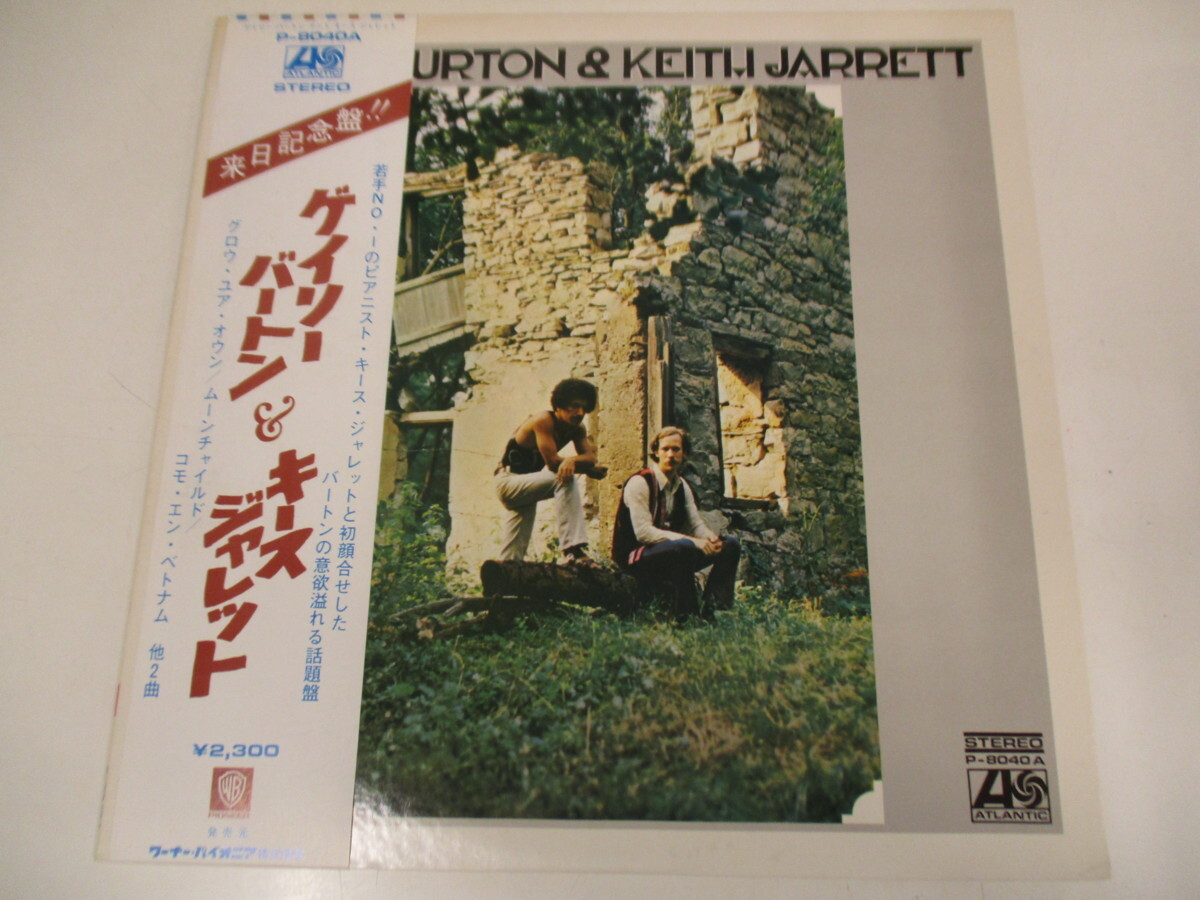 P-8040A
ATLANTIC
STEREO
来日記念盤!!
若手NO.1のピアニスト・キース・ジャレットと初顔合せした
バートンの意欲溢れる話題盤
ゲイリー
バートン
&
キース
ジャレット
グロウ・ユア・オウン/ムーンチャイルド/
コモ・エン・ベトナム 他2曲
¥2,300
WB
PIONEER
発売元
ワーナー・パイオニア
URTON & KEITH JARRETT
STEREO
P-8040A
ATLANTIC